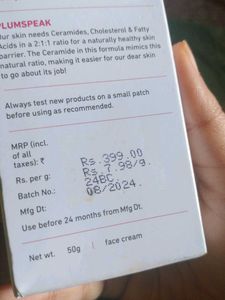 PLUMSPEAK
Our skin needs Ceramides, Cholesterol & Fatty
Acids in a 2:1:1 ratio for a naturally healthy skin
barrier. The Ceramide in this formula mimics this
natural ratio, making it easier for our dear skin
to go about its job!
Always test new products on a small patch
before using as recommended.
MRP (incl.
of all
taxes): ₹ Rs.399.00
Rs. per g: Rs.7.98/g.
Batch No.: 24BC
Mfg Dt: 08/2024.
Use before 24 months from Mfg Dt.
Net wt. 50g | face cream